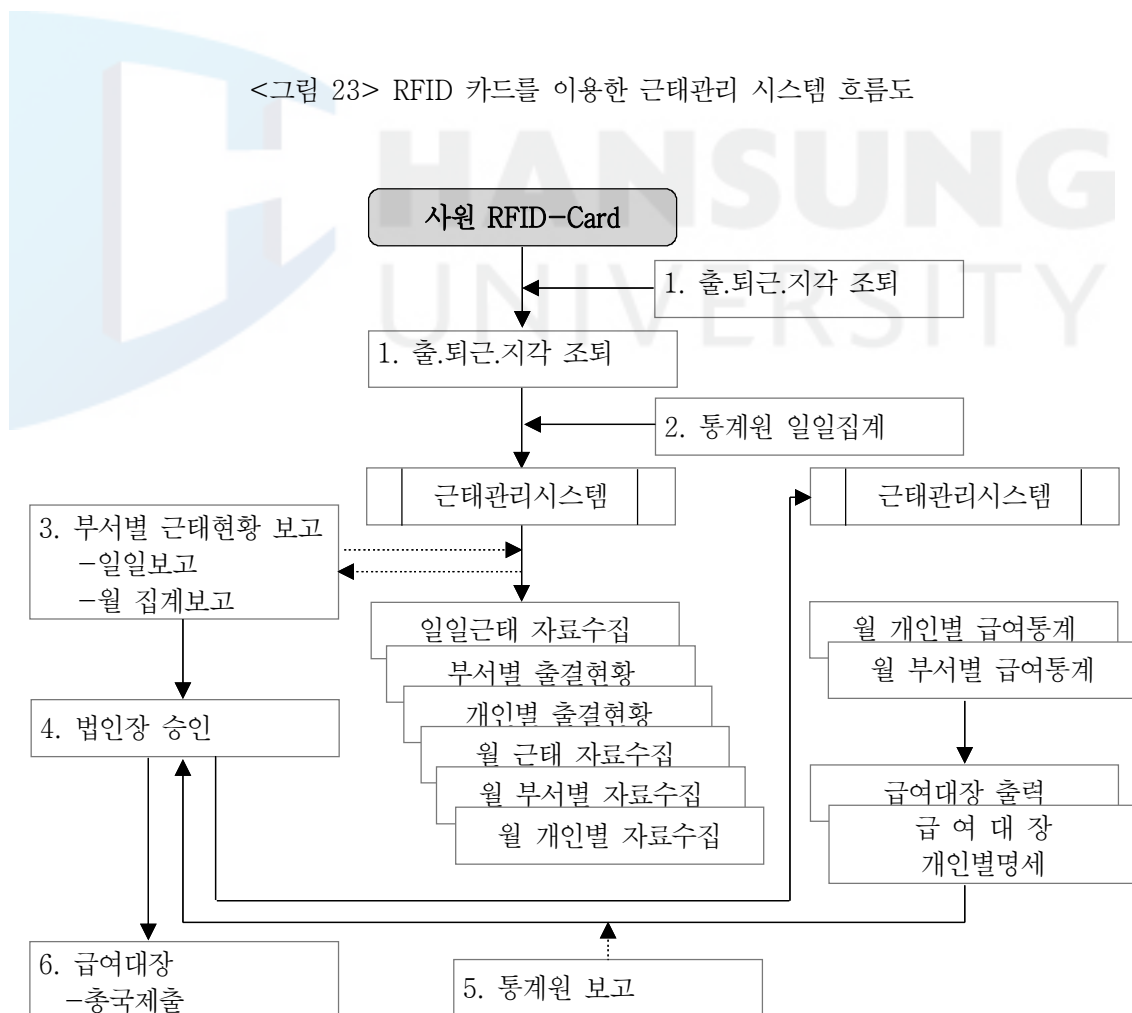 <그림 23> RFID 카드를 이용한 근태관리 시스템 흐름도
HANSUNG
UNIVERSITY
사원 RFID-Card
1. 출.퇴근.지각 조퇴
1. 출.퇴근.지각 조퇴
2. 통계원 일일집계
근태관리시스템
근태관리시스템
3. 부서별 근태현황 보고
-일일보고
-월 집계보고
일일근태 자료수집
부서별 출결현황
개인별 출결현황
월 근태 자료수집
월 부서별 자료수집
월 개인별 자료수집
월 개인별 급여통계
월 부서별 급여통계
4. 법인장 승인
급여대장 출력
급 여 대 장
개인별명세
6. 급여대장
-총국제출
5. 통계원 보고